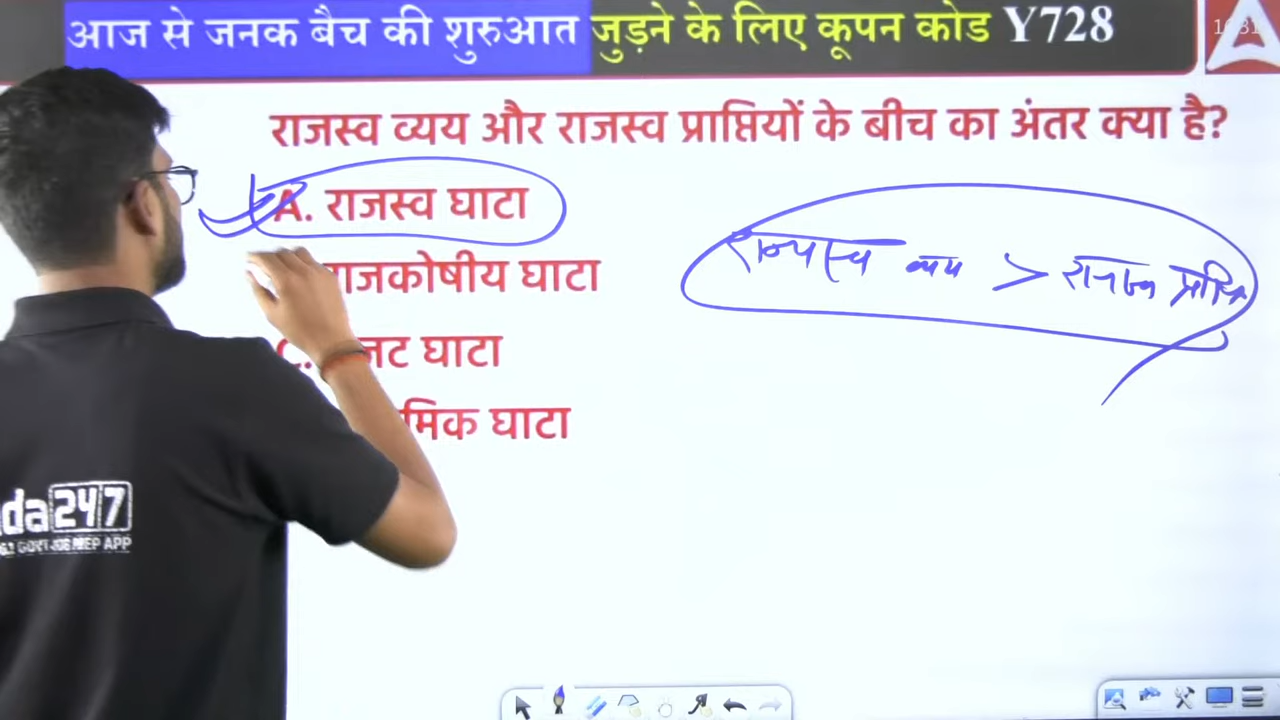 आज से जनक बैच की शुरुआत जुड़ने के लिए कूपन कोड Y728
राजस्व व्यय और राजस्व प्राप्तियों के बीच का अंतर क्या है?
A. राजस्व घाटा
राजकोषीय घाटा
राजस्व व्यय > राजस्व प्राप्ति
C. घाटा
घाटा
da247